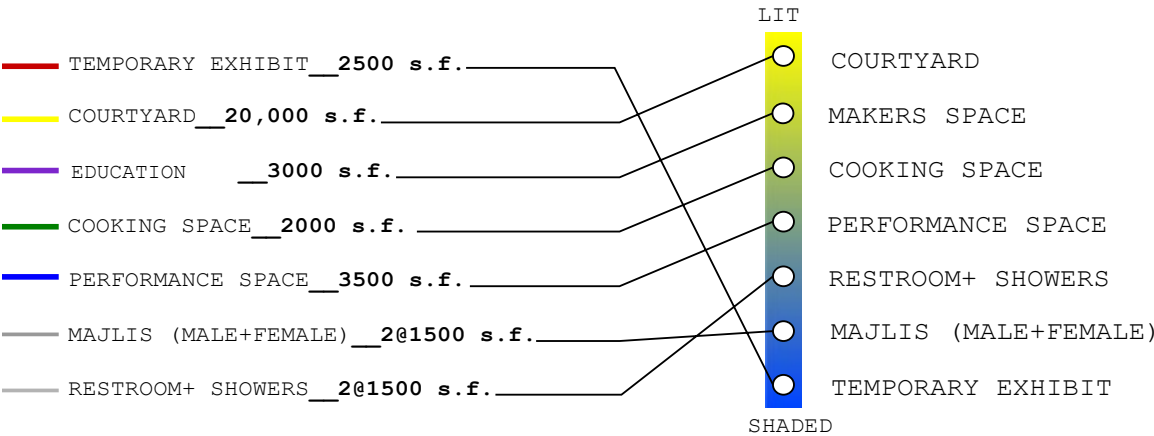 LIT
TEMPORARY EXHIBIT__2500 s.f.
COURTYARD__20,000 s.f.
EDUCATION __3000 s.f.
COOKING SPACE__2000 s.f.
PERFORMANCE SPACE__3500 s.f.
MAJLIS (MALE+FEMALE)__2@1500 s.f.
RESTROOM+ SHOWERS__2@1500 s.f.
COURTYARD
MAKERS SPACE
COOKING SPACE
PERFORMANCE SPACE
RESTROOM+ SHOWERS
MAJLIS (MALE+FEMALE)
TEMPORARY EXHIBIT
SHADED